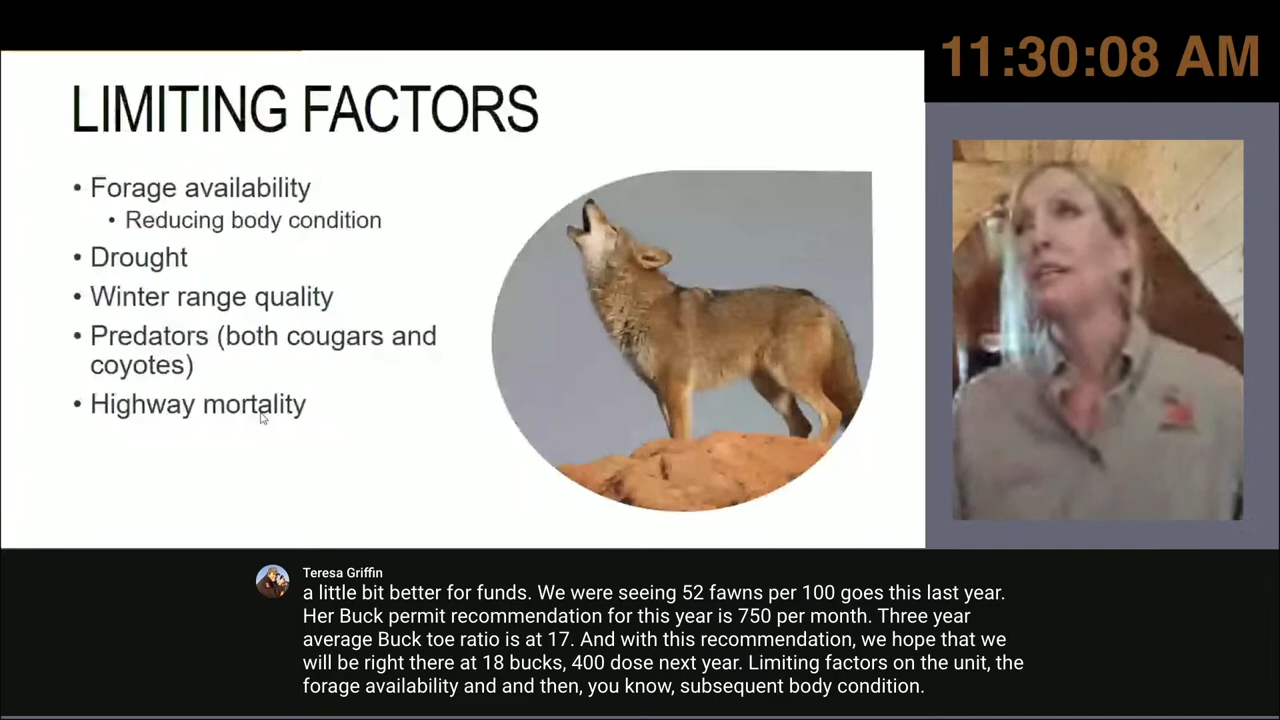 11:30:08 AM
LIMITING FACTORS
• Forage availability
• Reducing body condition
• Drought
• Winter range quality
• Predators (both cougars and
coyotes)
• Highway mortality
Teresa Griffin
a little bit better for funds. We were seeing 52 fawns per 100 goes this last year.
Her Buck permit recommendation for this year is 750 per month. Three year
average Buck toe ratio is at 17. And with this recommendation, we hope that we
will be right there at 18 bucks, 400 dose next year. Limiting factors on the unit, the
forage availability and and then, you know, subsequent body condition.